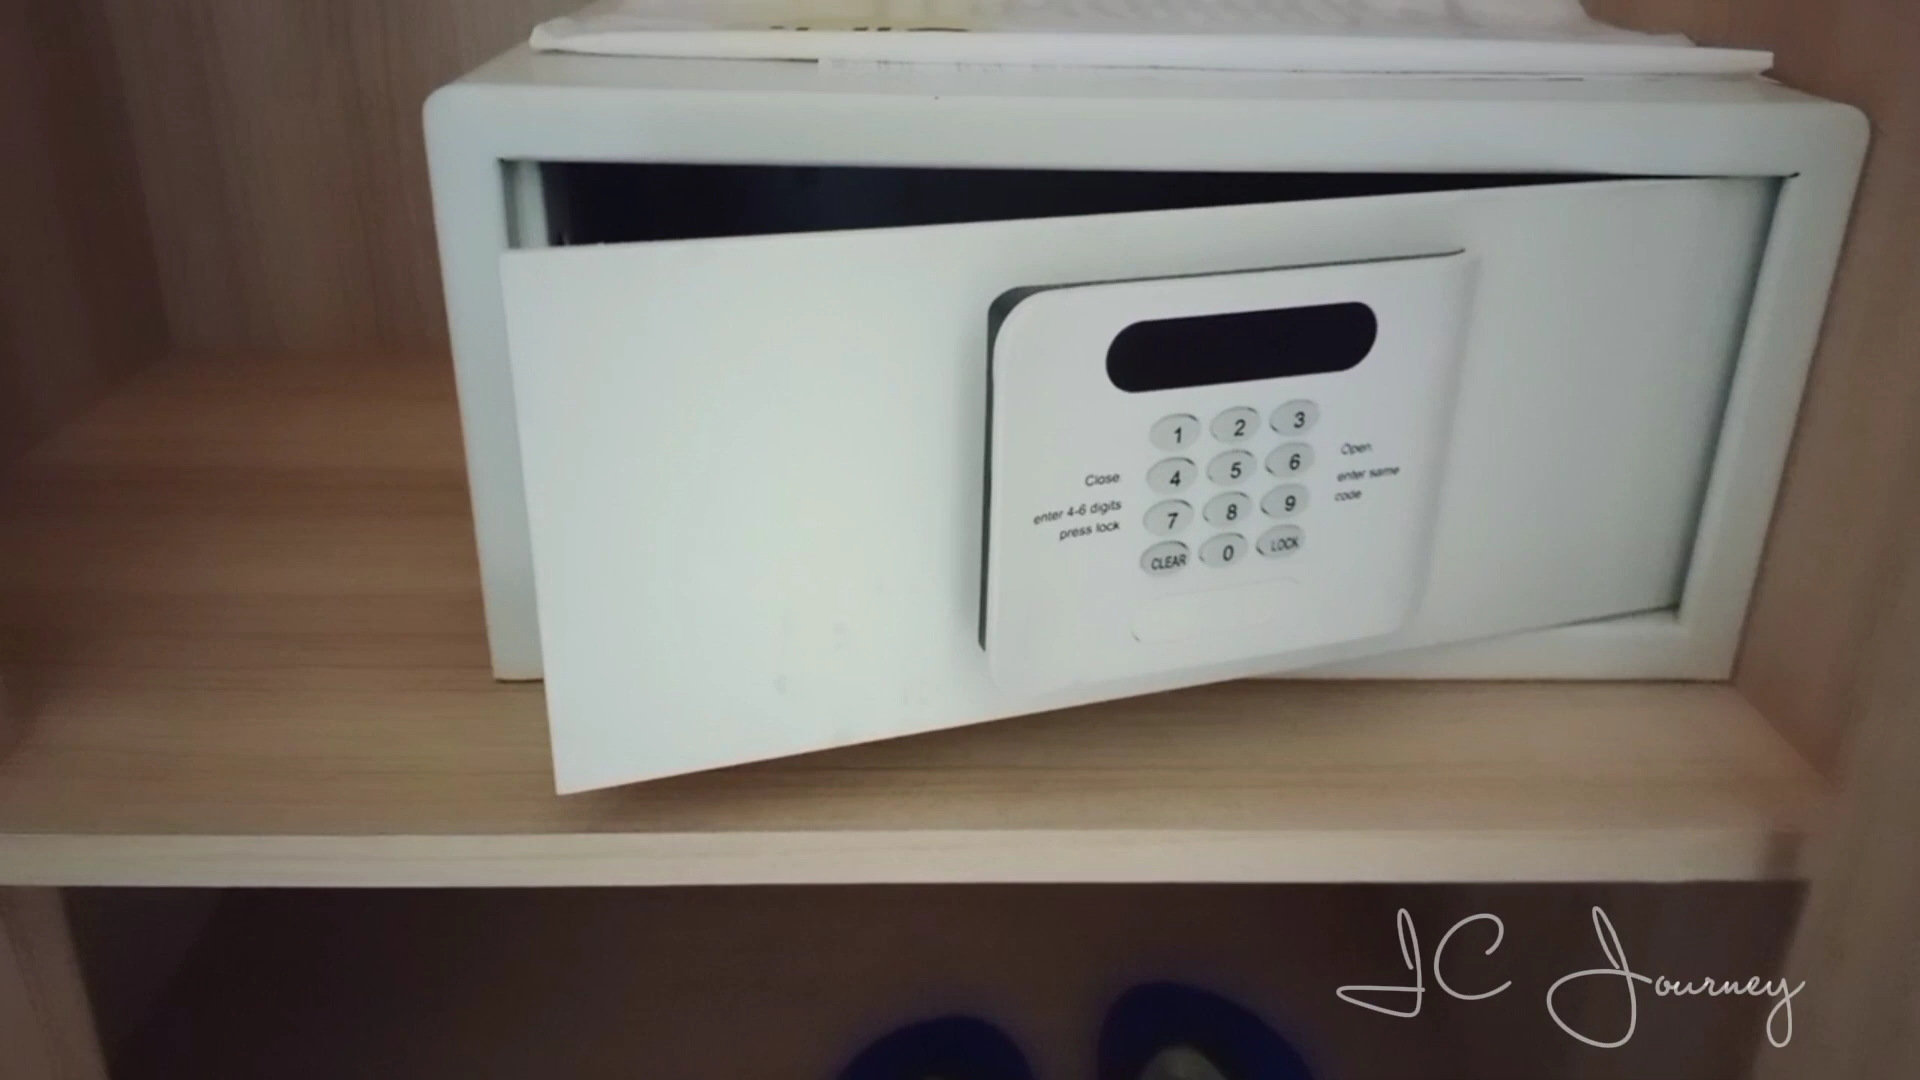 1 2 3
4 5 6
7 8 9
CLEAR 0 LOCK
Close
enter 4-6 digits
press lock
Open
enter same
code
JC Journey